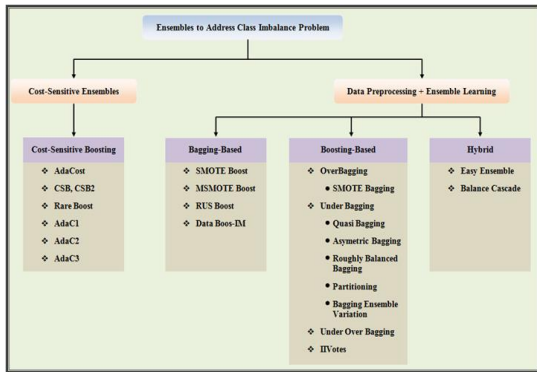 Ensembles to Address Class Imbalance Problem
Cost-Sensitive Ensembles
Data Preprocessing + Ensemble Learning
Cost-Sensitive Boosting
❖ AdaCost
❖ CSB, CSB2
❖ Rare Boost
❖ AdaC1
❖ AdaC2
❖ AdaC3
Bagging-Based
❖ SMOTE Boost
❖ MSMOTE Boost
❖ RUS Boost
❖ Data Boos-IM
Boosting-Based
❖ OverBagging
● SMOTE Bagging
❖ Under Bagging
● Quasi Bagging
● Asymetric Bagging
● Roughly Balanced
Bagging
● Partitioning
● Bagging Ensemble
Variation
❖ Under Over Bagging
❖ IIVotes
Hybrid
❖ Easy Ensemble
❖ Balance Cascade